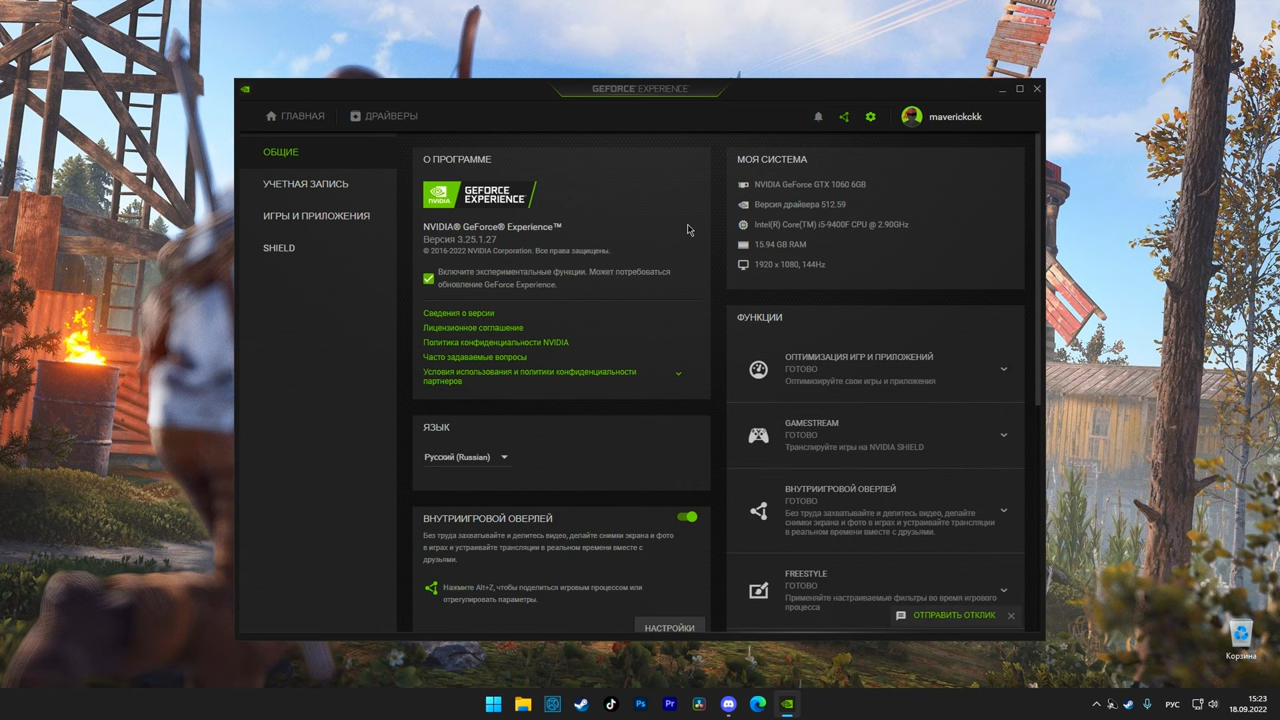 GEFORCE EXPERIENCE
ГЛАВНАЯ
ДРАЙВЕРЫ
maverickckk
ОБЩИЕ
УЧЕТНАЯ ЗАПИСЬ
ИГРЫ И ПРИЛОЖЕНИЯ
SHIELD
О ПРОГРАММЕ
NVIDIA
GEFORCE
EXPERIENCE
NVIDIA® GeForce® Experience™
Версия 3.25.1.27
© 2016-2022 NVIDIA Corporation. Все права защищены.
Включите экспериментальные функции. Может потребоваться
обновление GeForce Experience.
Сведения о версии
Лицензионное соглашение
Политика конфиденциальности NVIDIA
Часто задаваемые вопросы
Условия использования и политики конфиденциальности
партнеров
ЯЗЫК
Русский (Russian)
ВНУТРИИГРОВОЙ ОВЕРЛЕЙ
Без труда захватывайте и делитесь видео, делайте снимки экрана и фото
в играх и устраивайте трансляции в реальном времени вместе с
друзьями.
Нажмите Alt+Z, чтобы поделиться игровым процессом или
отрегулировать параметры.
НАСТРОЙКИ
МОЯ СИСТЕМА
NVIDIA GeForce GTX 1060 6GB
Версия драйвера 512.59
Intel(R) Core(TM) i5-9400F CPU @ 2.90GHz
15.94 GB RAM
1920 x 1080, 144Hz
ФУНКЦИИ
ОПТИМИЗАЦИЯ ИГР И ПРИЛОЖЕНИЙ
ГОТОВО
Оптимизируйте свои игры и приложения
GAMESTREAM
ГОТОВО
Транслируйте игры на NVIDIA SHIELD
ВНУТРИИГРОВОЙ ОВЕРЛЕЙ
ГОТОВО
Без труда захватывайте и делитесь видео, делайте
снимки экрана и фото в играх и устраивайте трансляции
в реальном времени вместе с друзьями.
FREESTYLE
ГОТОВО
Применяйте настраиваемые фильтры во время игрового
процесса
ОТПРАВИТЬ ОТКЛИК
Корзина
Ps
Pr
РУС
15:23
18.09.2022